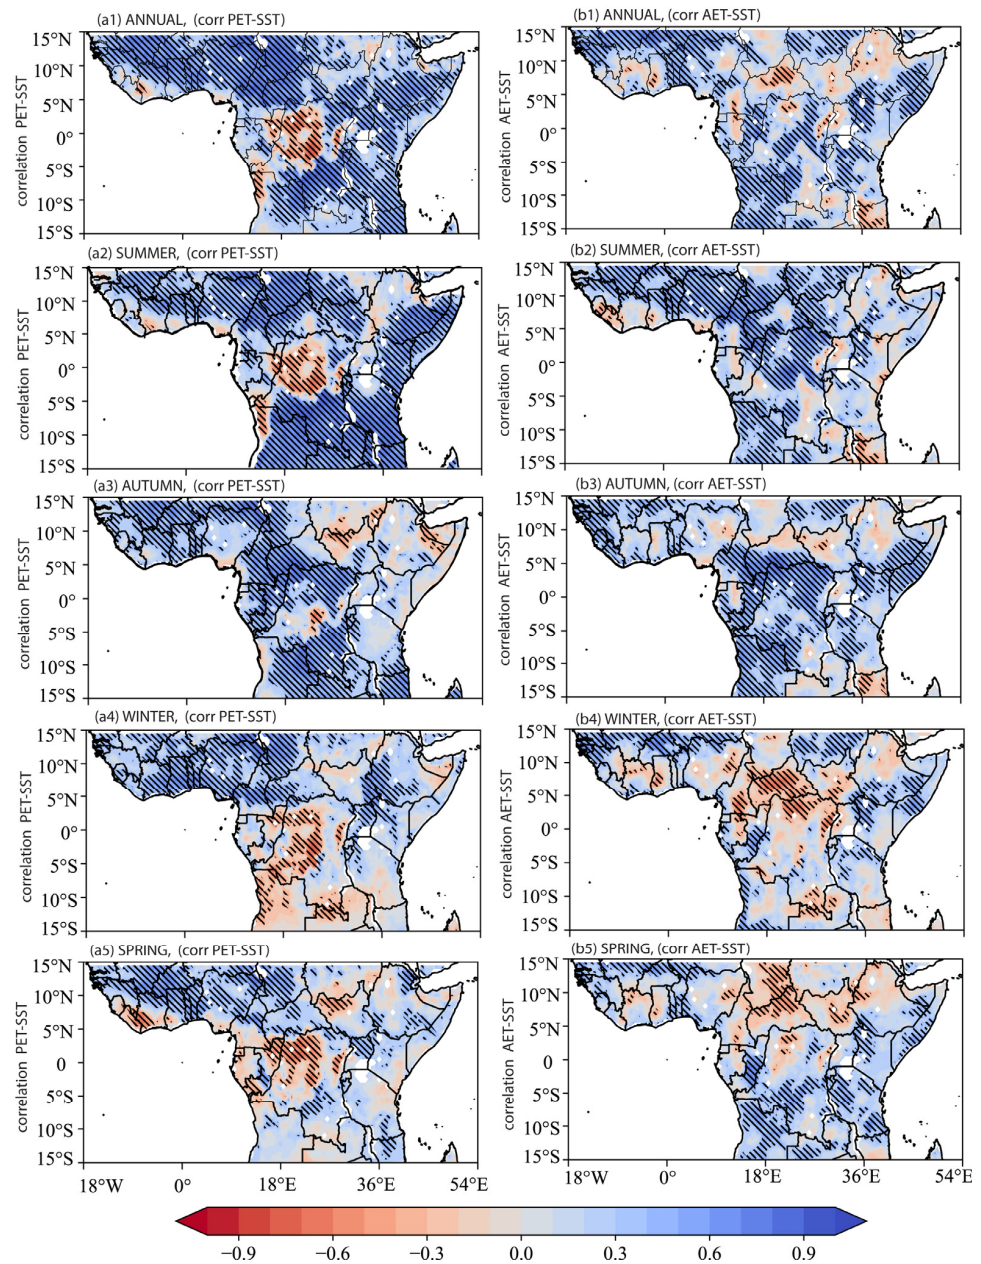 (a1) ANNUAL, (corr PET-SST)
15°N
10°N
5°N
0°
5°S
10°S
15°S
correlation PET-SST
(b1) ANNUAL, (corr AET-SST)
15°N
10°N
5°N
0°
5°S
10°S
15°S
correlation AET-SST
(a2) SUMMER, (corr PET-SST)
15°N
10°N
5°N
0°
5°S
10°S
15°S
correlation PET-SST
(b2) SUMMER, (corr AET-SST)
15°N
10°N
5°N
0°
5°S
10°S
15°S
correlation AET-SST
(a3) AUTUMN, (corr PET-SST)
15°N
10°N
5°N
0°
5°S
10°S
15°S
correlation PET-SST
(b3) AUTUMN, (corr AET-SST)
15°N
10°N
5°N
0°
5°S
10°S
15°S
correlation AET-SST
(a4) WINTER, (corr PET-SST)
15°N
10°N
5°N
0°
5°S
10°S
15°S
correlation PET-SST
(b4) WINTER, (corr AET-SST)
15°N
10°N
5°N
0°
5°S
10°S
15°S
correlation AET-SST
(a5) SPRING, (corr PET-SST)
15°N
10°N
5°N
0
5°S
10°S
15°S
correlation PET-SST
18°W 0° 18°E 36°E 54°E
(b5) SPRING, (corr AET-SST)
15°N
10°N
5°N
0°
5°S
10°S
15°S
correlation AET-SST
18°W 0° 18°E 36°E 54°E
−0.9 −0.6 −0.3 0.0 0.3 0.6 0.9